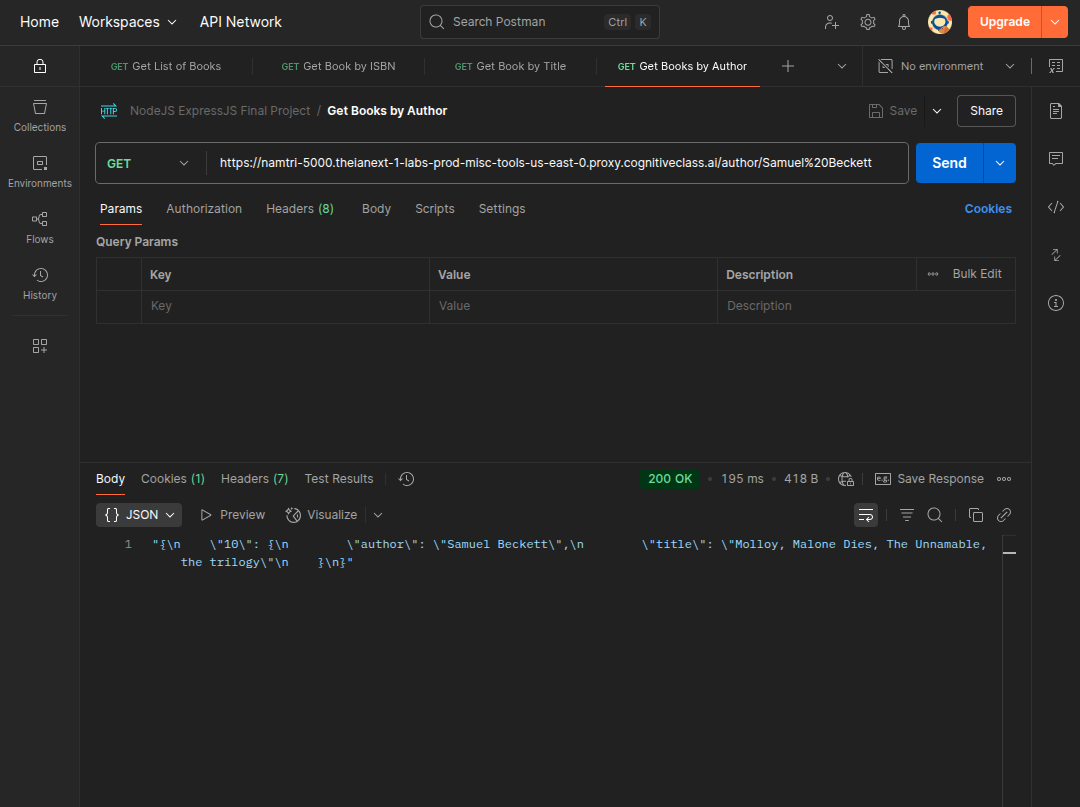 Home Workspaces API Network Search Postman Ctrl K Upgrade
GET Get List of Books GET Get Book by ISBN GET Get Book by Title GET Get Books by Author No environment
HTTP NodeJS ExpressJS Final Project / Get Books by Author Save Share
Collections
GET https://namtri-5000.theianext-1-labs-prod-misc-tools-us-east-0.proxy.cognitiveclass.ai/author/Samuel%20Beckett Send
Environments
Params Authorization Headers (8) Body Scripts Settings Cookies
Flows
Query Params
Key Value Description Bulk Edit
History
Key Value Description
Body Cookies (1) Headers (7) Test Results 200 OK 195 ms 418 B e.g. Save Response
{} JSON Preview Visualize
1 "{\n    \"10\": {\n        \"author\": \"Samuel Beckett\",\n        \"title\": \"Molloy, Malone Dies, The Unnamable,
the trilogy\"\n    }\n}"